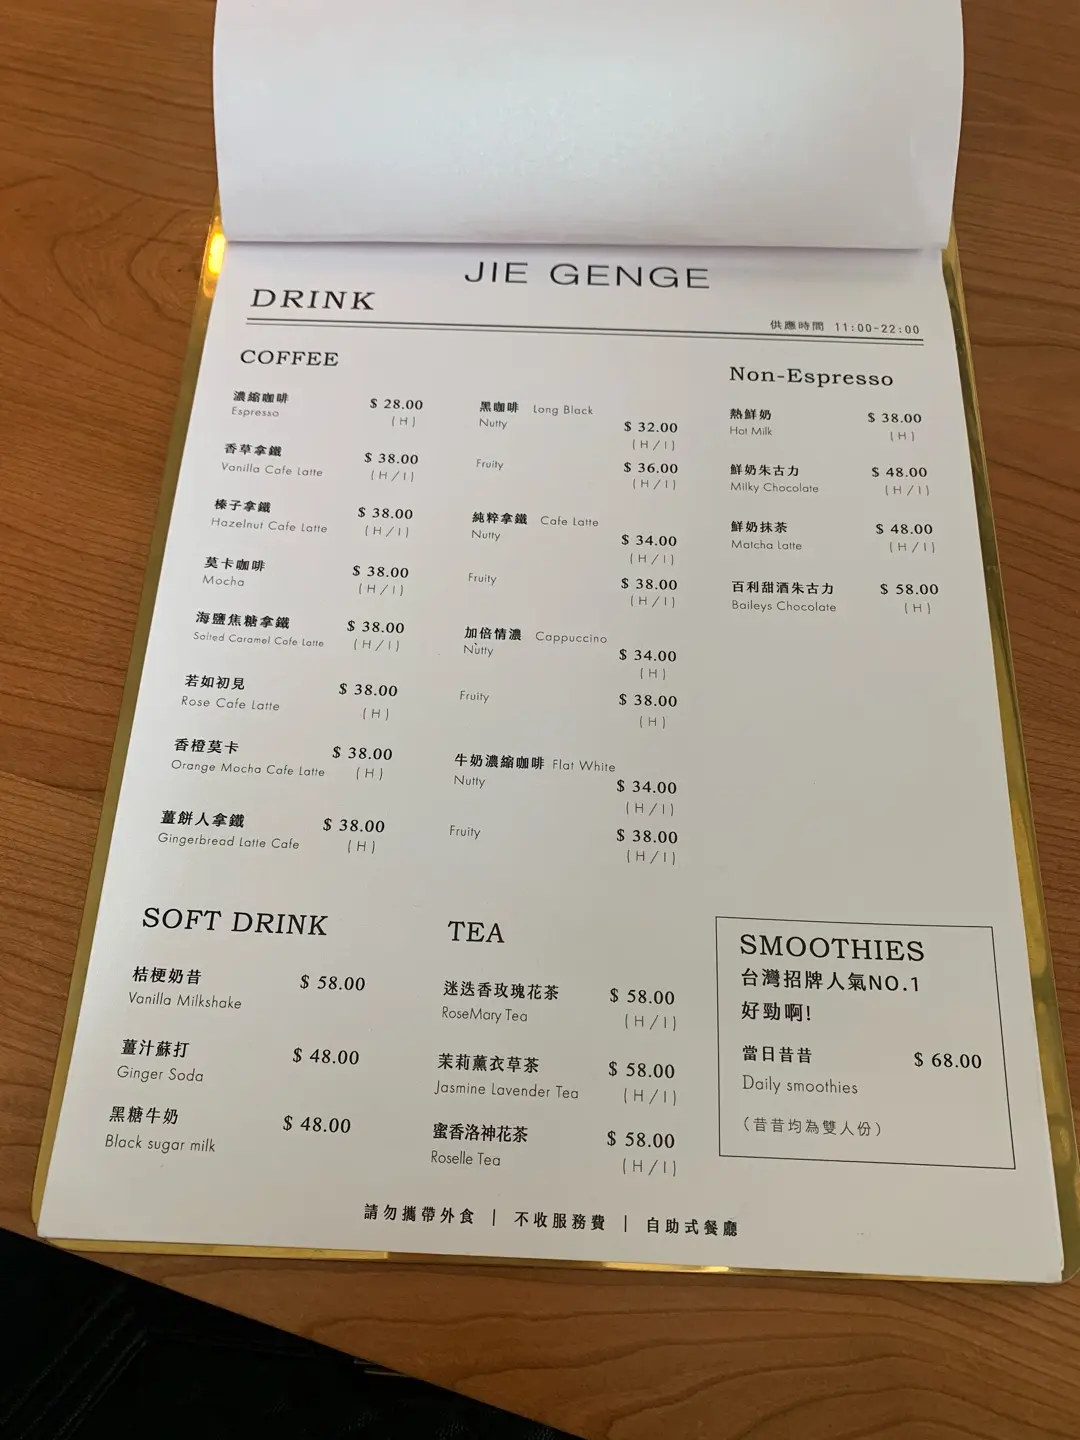 JIE GENGE
DRINK
供應時間 11:00-22:00
COFFEE
濃縮咖啡 $ 28.00
Espresso (H)
香草拿鐵 $ 38.00
Vanilla Cafe Latte (H/I)
榛子拿鐵 $ 38.00
Hazelnut Cafe Latte (H/I)
莫卡咖啡 $ 38.00
Mocha (H/I)
海鹽焦糖拿鐵 $ 38.00
Salted Caramel Cafe Latte (H/I)
若如初見 $ 38.00
Rose Cafe Latte (H)
香橙莫卡 $ 38.00
Orange Mocha Cafe Latte (H)
薑餅人拿鐵 $ 38.00
Gingerbread Latte Cafe (H)
黑咖啡 Long Black
Nutty $ 32.00
(H/I)
Fruity $ 36.00
(H/I)
純粹拿鐵 Cafe Latte
Nutty $ 34.00
(H/I)
Fruity $ 38.00
(H/I)
加倍情濃 Cappuccino
Nutty $ 34.00
(H)
Fruity $ 38.00
(H)
牛奶濃縮咖啡 Flat White
Nutty $ 34.00
(H/I)
Fruity $ 38.00
(H/I)
Non-Espresso
熱鮮奶 $ 38.00
Hot Milk (H)
鮮奶朱古力 $ 48.00
Milky Chocolate (H/I)
鮮奶抹茶 $ 48.00
Matcha Latte (H/I)
百利甜酒朱古力 $ 58.00
Baileys Chocolate (H)
SOFT DRINK
桔梗奶昔 $ 58.00
Vanilla Milkshake
薑汁蘇打 $ 48.00
Ginger Soda
黑糖牛奶 $ 48.00
Black sugar milk
TEA
迷迭香玫瑰花茶 $ 58.00
RoseMary Tea (H/I)
茉莉薰衣草茶 $ 58.00
Jasmine Lavender Tea (H/I)
蜜香洛神花茶 $ 58.00
Roselle Tea (H/I)
SMOOTHIES
台灣招牌人氣NO.1
好勁啊!
當日昔昔 $ 68.00
Daily smoothies
(昔昔均為雙人份)
請勿攜帶外食 | 不收服務費 | 自助式餐廳